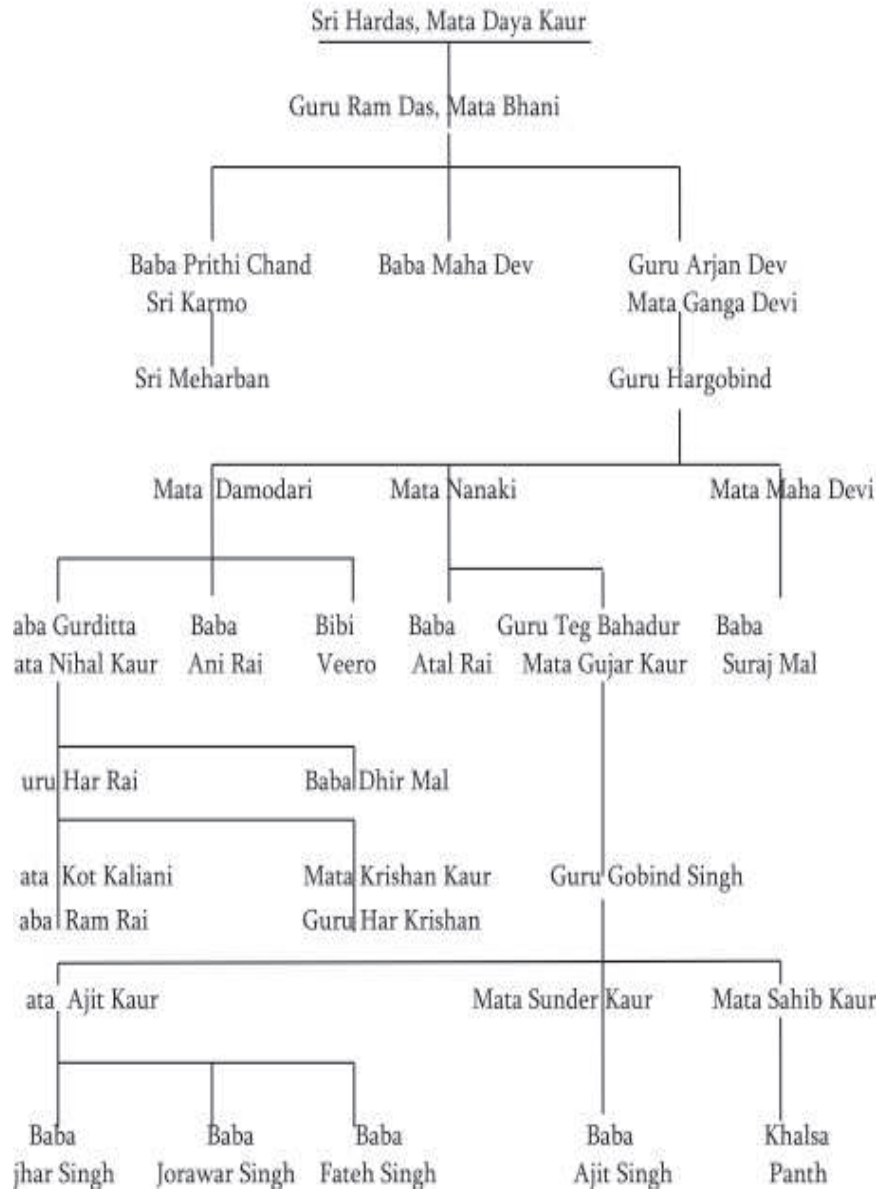 Sri Hardas, Mata Daya Kaur
Guru Ram Das, Mata Bhani
Baba Prithi Chand Baba Maha Dev Guru Arjan Dev
Sri Karmo Mata Ganga Devi
Sri Meharban Guru Hargobind
Mata Damodari Mata Nanaki Mata Maha Devi
aba Gurditta Baba Bibi Baba Guru Teg Bahadur Baba
ata Nihal Kaur Ani Rai Veero Atal Rai Mata Gujar Kaur Suraj Mal
uru Har Rai Baba Dhir Mal
ata Kot Kaliani Mata Krishan Kaur Guru Gobind Singh
aba Ram Rai Guru Har Krishan
ata Ajit Kaur Mata Sunder Kaur Mata Sahib Kaur
Baba Baba Baba Baba Khalsa
jhar Singh Jorawar Singh Fateh Singh Ajit Singh Panth